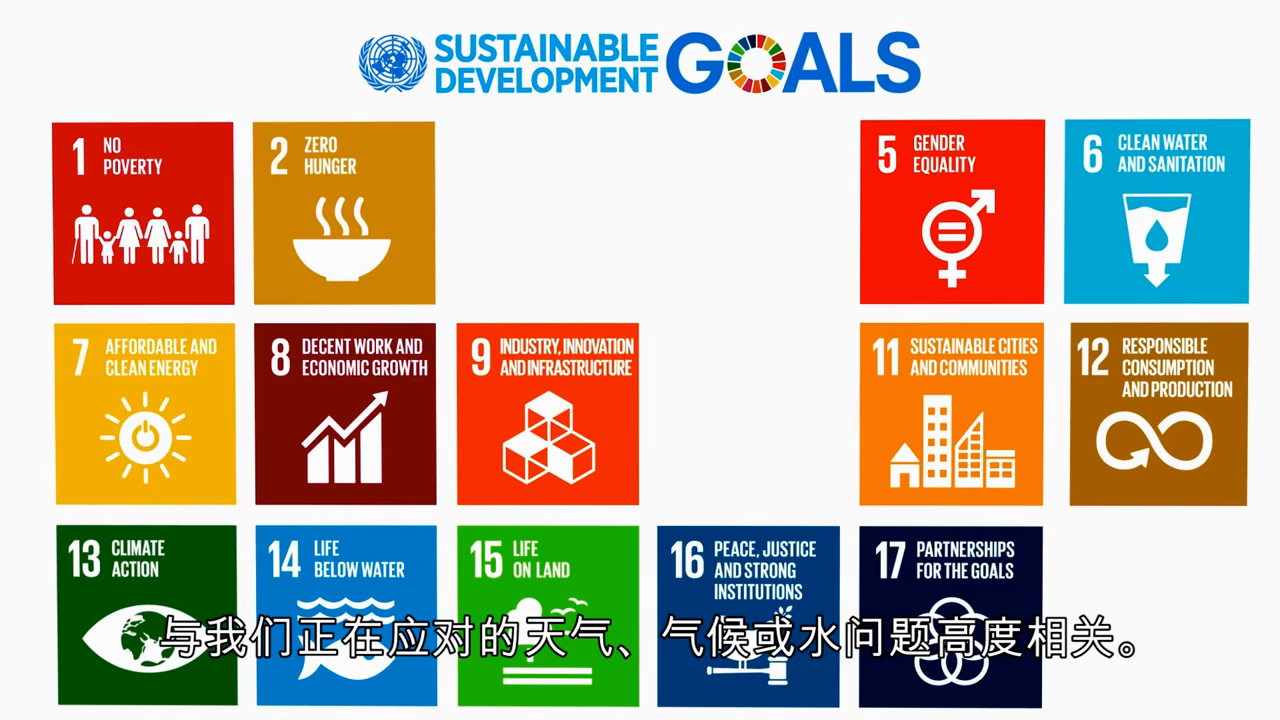 SUSTAINABLE
DEVELOPMENT
GOALS
1 NO
POVERTY
2 ZERO
HUNGER
5 GENDER
EQUALITY
6 CLEAN WATER
AND SANITATION
7 AFFORDABLE AND
CLEAN ENERGY
8 DECENT WORK AND
ECONOMIC GROWTH
9 INDUSTRY, INNOVATION
AND INFRASTRUCTURE
11 SUSTAINABLE CITIES
AND COMMUNITIES
12 RESPONSIBLE
CONSUMPTION
AND PRODUCTION
13 CLIMATE
ACTION
14 LIFE
BELOW WATER
15 LIFE
ON LAND
16 PEACE, JUSTICE
AND STRONG
INSTITUTIONS
17 PARTNERSHIPS
FOR THE GOALS
与我们正在应对的天气、气候或水问题高度相关。